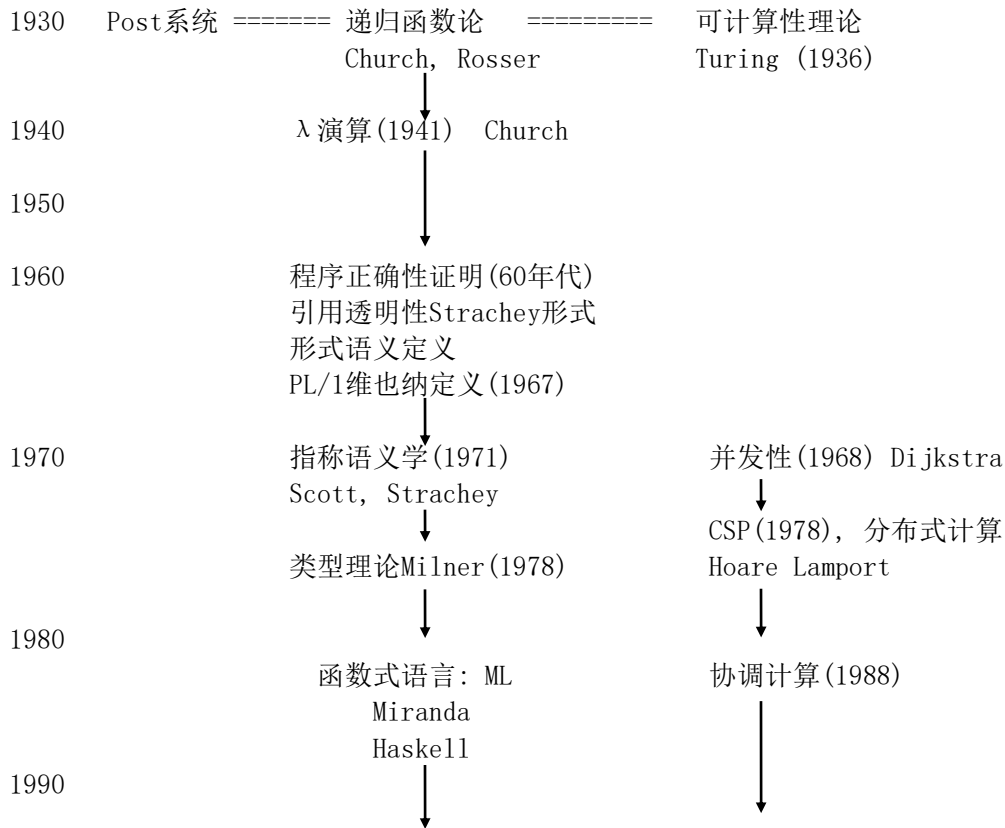 1930 Post系统 ======= 递归函数论 ========= 可计算性理论
Church, Rosser Turing (1936)
1940 λ演算(1941) Church
1950
1960 程序正确性证明(60年代)
引用透明性Strachey形式
形式语义定义
PL/1维也纳定义(1967)
1970 指称语义学(1971) 并发性(1968) Dijkstra
Scott, Strachey
CSP(1978), 分布式计算
类型理论Milner(1978) Hoare Lamport
1980
函数式语言: ML 协调计算(1988)
Miranda
Haskell
1990